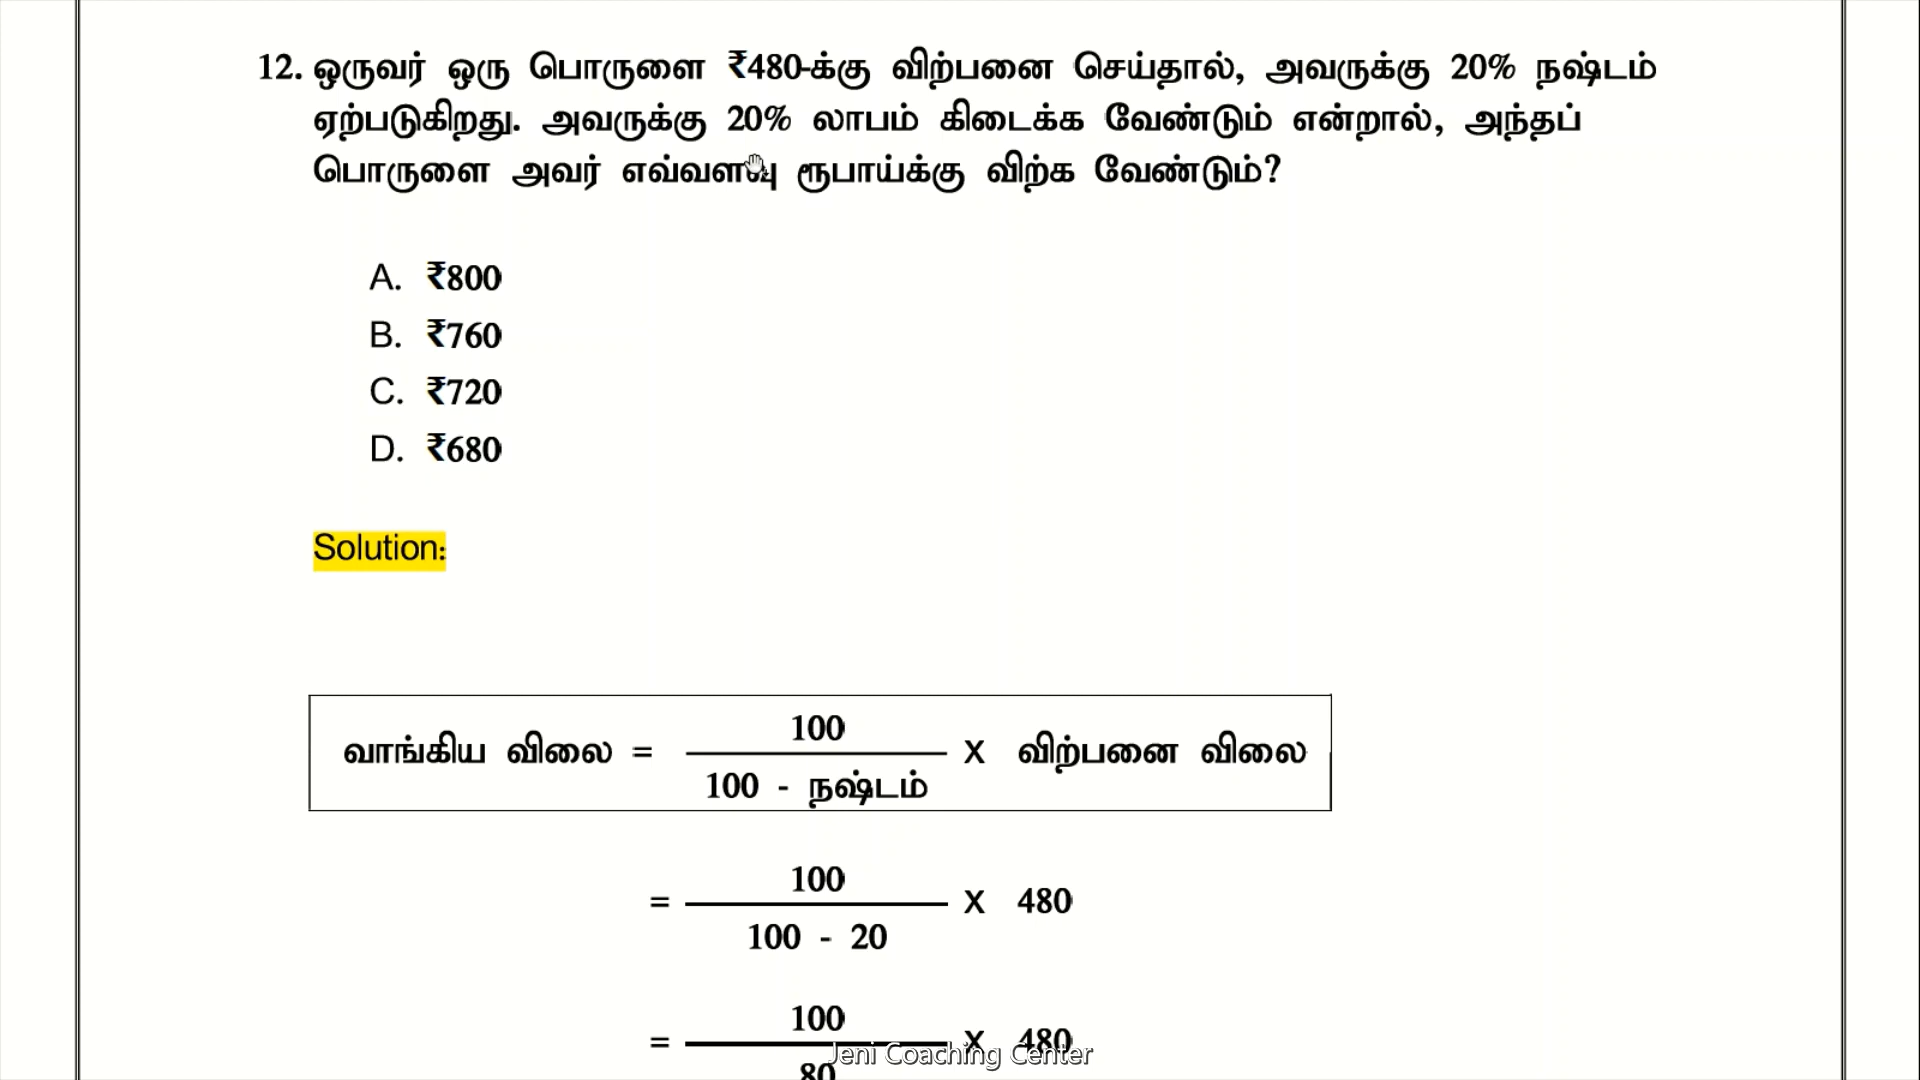 12. ஒருவர் ஒரு பொருளை ₹480-க்கு விற்பனை செய்தால், அவருக்கு 20% நஷ்டம்
ஏற்படுகிறது. அவருக்கு 20% லாபம் கிடைக்க வேண்டும் என்றால், அந்தப்
பொருளை அவர் எவ்வளவு ரூபாய்க்கு விற்க வேண்டும்?
A. ₹800
B. ₹760
C. ₹720
D. ₹680
Solution:
100
வாங்கிய விலை = X விற்பனை விலை
100 - நஷ்டம்
100
= X 480
100 - 20
100
= X 480
80
Jeni Coaching Center